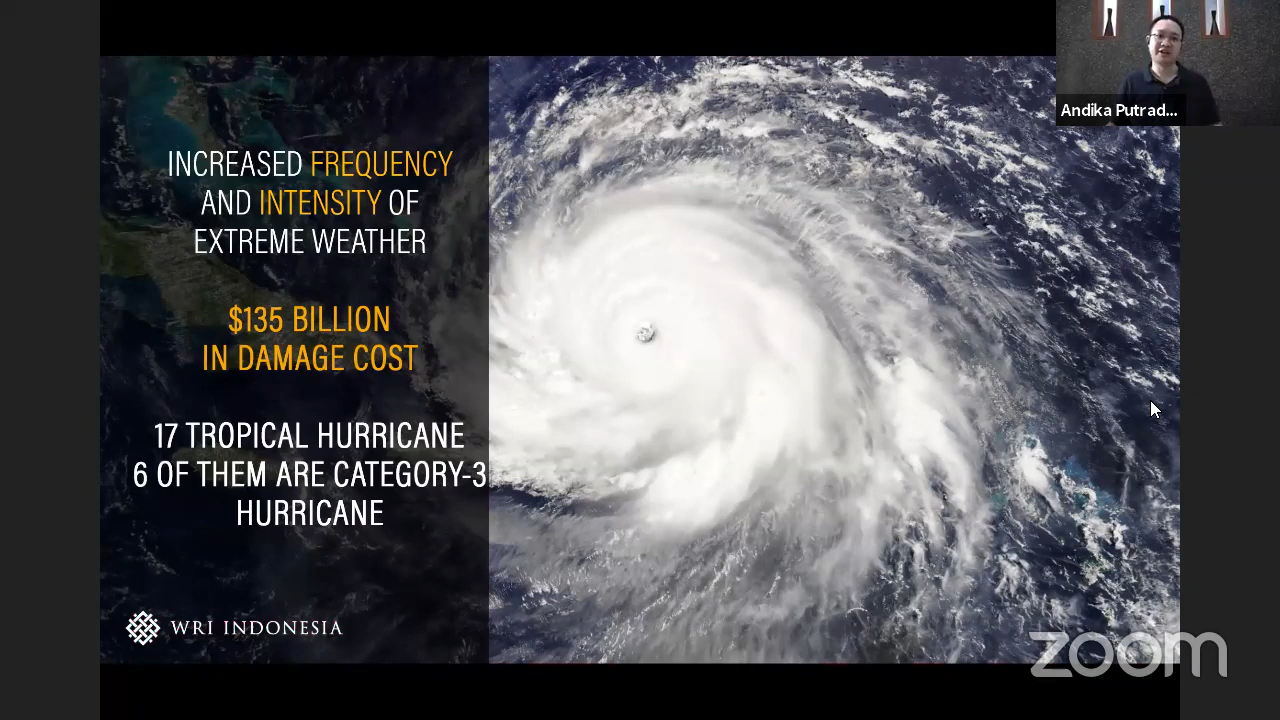 Andika Putrad...
INCREASED FREQUENCY
AND INTENSITY OF
EXTREME WEATHER
$135 BILLION
IN DAMAGE COST
17 TROPICAL HURRICANE
6 OF THEM ARE CATEGORY-3
HURRICANE
WRI INDONESIA
zoom